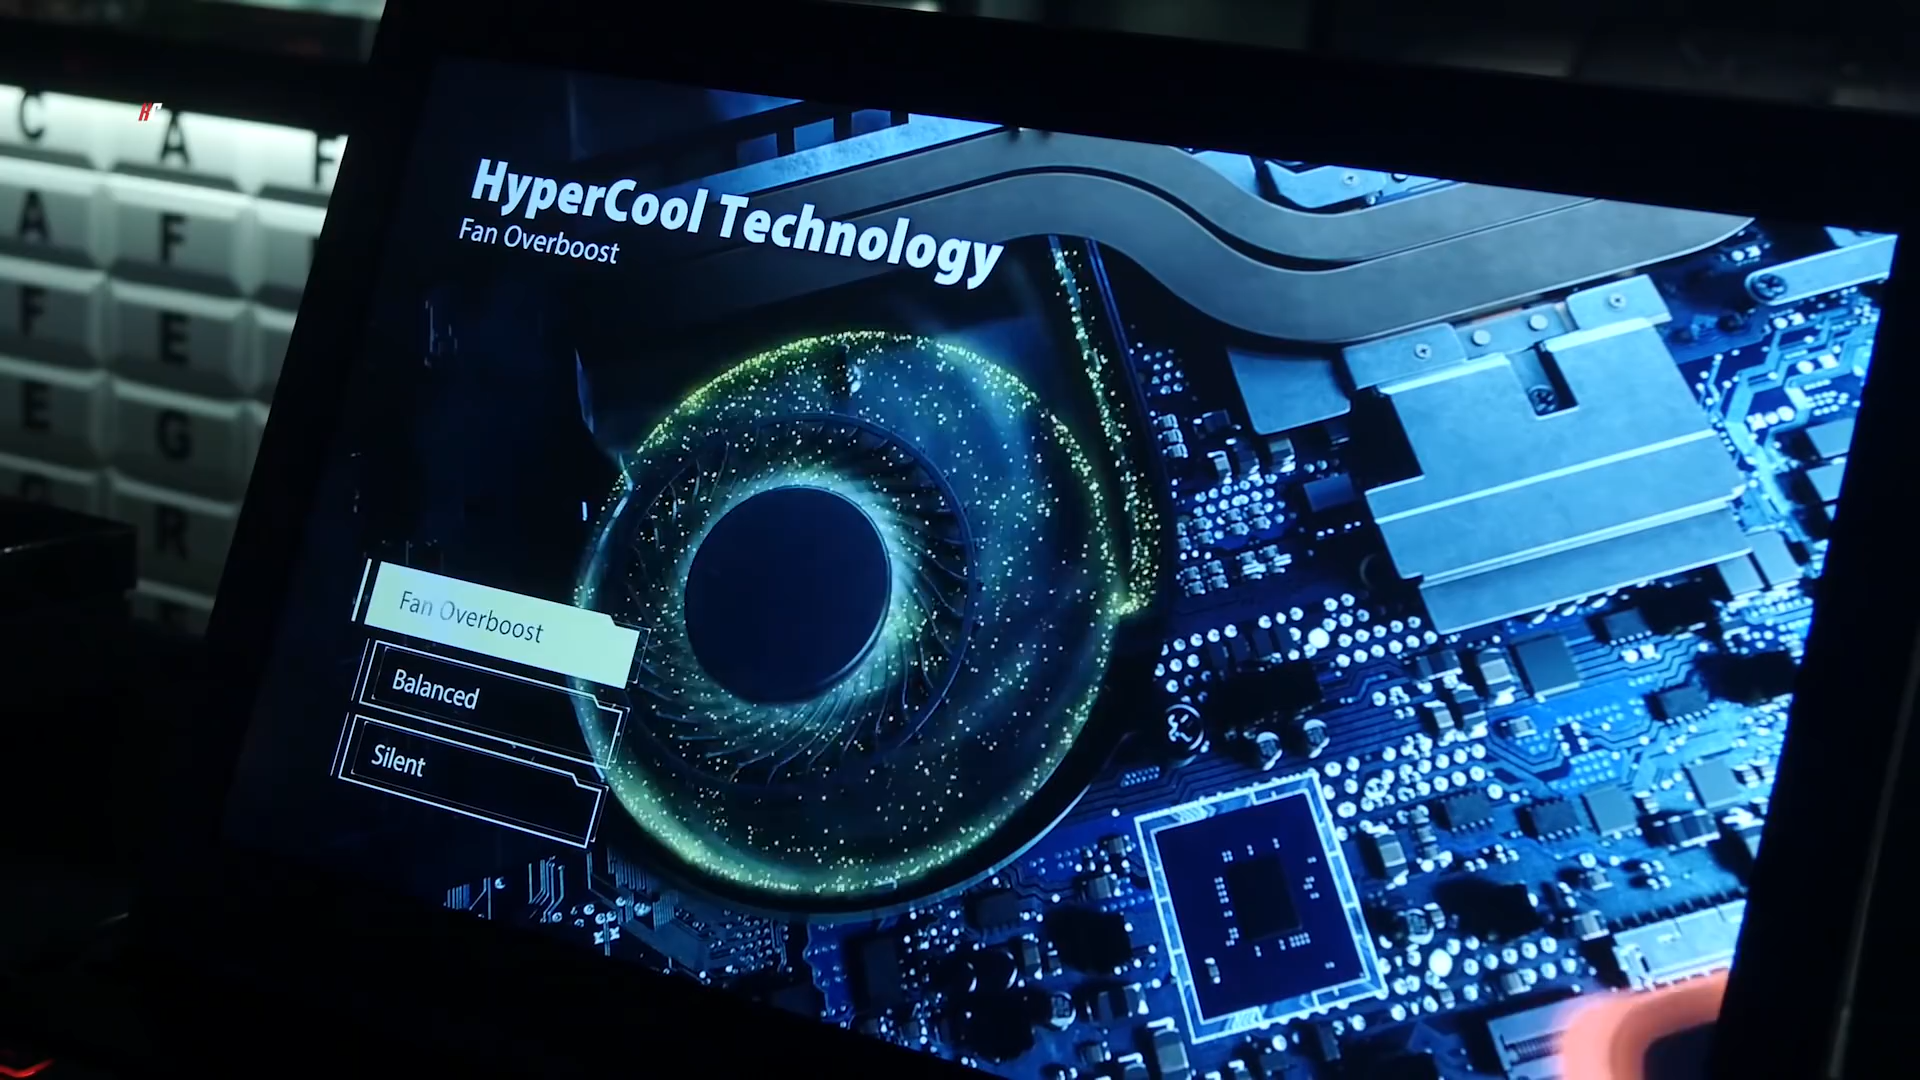 HyperCool Technology
Fan Overboost
Fan Overboost
Balanced
Silent
C A F
A F
F E
E G
R